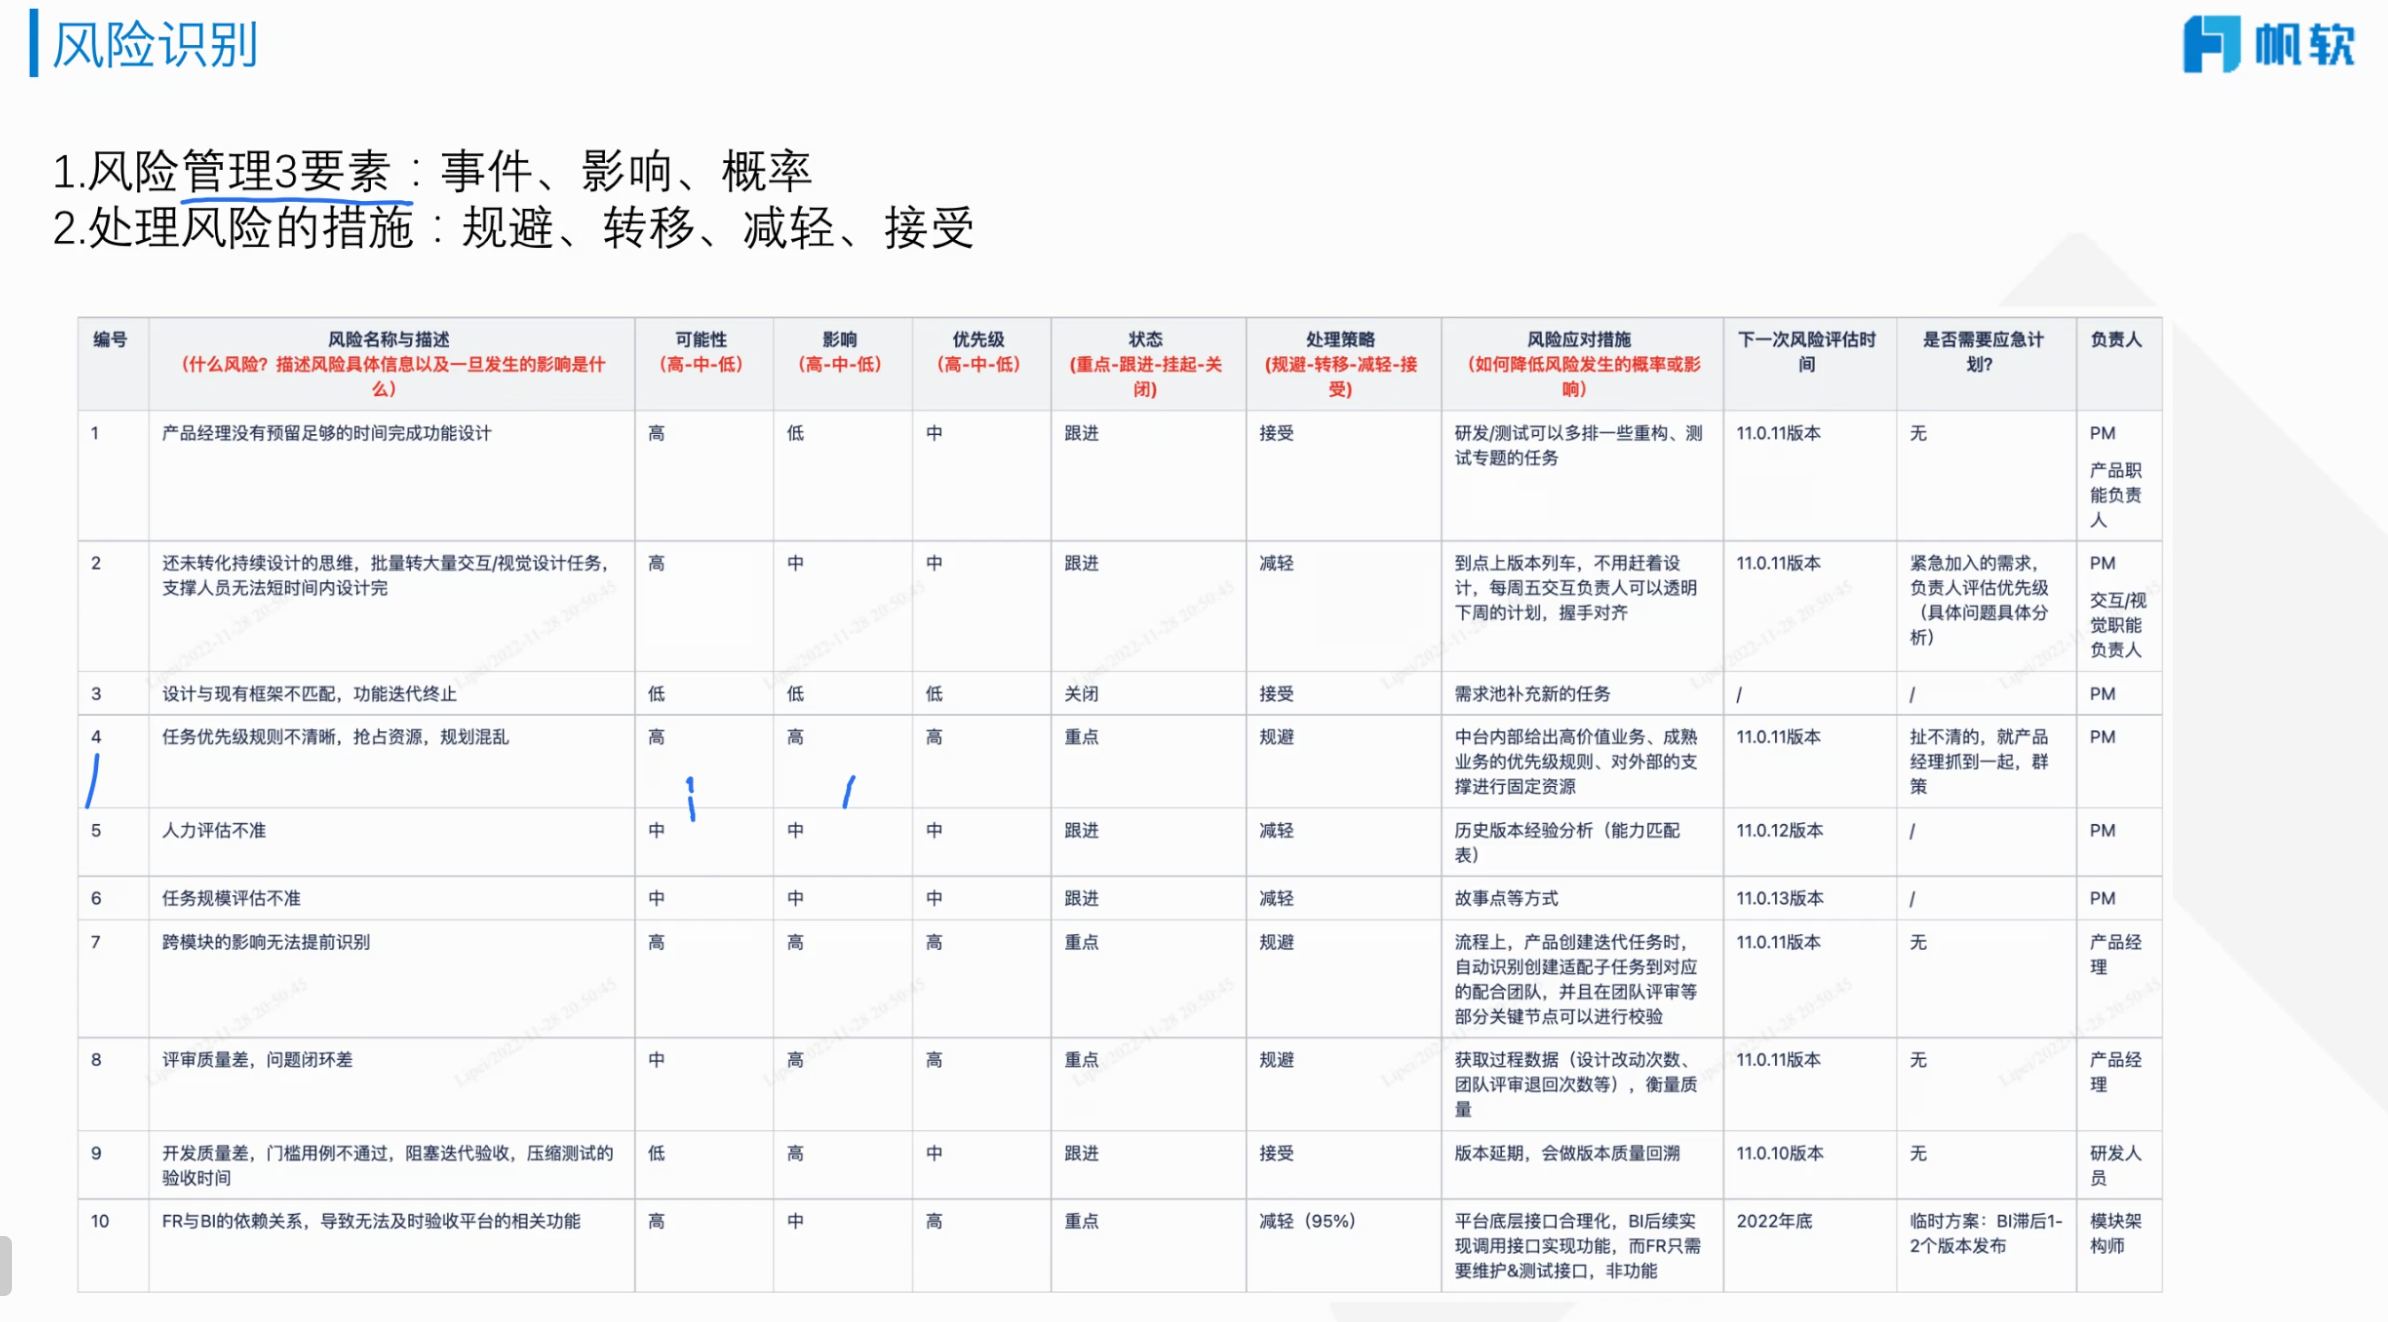 风险识别
帆软
1.风险管理3要素：事件、影响、概率
2.处理风险的措施：规避、转移、减轻、接受
编号
风险名称与描述
（什么风险？描述风险具体信息以及一旦发生的影响是什
么）
可能性
（高-中-低）
影响
（高-中-低）
优先级
（高-中-低）
状态
(重点-跟进-挂起-关
闭)
处理策略
(规避-转移-减轻-接
受)
风险应对措施
（如何降低风险发生的概率或影
响）
下一次风险评估时
间
是否需要应急计
划?
负责人
1
产品经理没有预留足够的时间完成功能设计
高
低
中
跟进
接受
研发/测试可以多排一些重构、测
试专题的任务
11.0.11版本
无
PM
产品职
能负责
人
2
还未转化持续设计的思维，批量转大量交互/视觉设计任务，
支撑人员无法短时间内设计完
高
中
中
跟进
减轻
到点上版本列车，不用赶着设
计，每周五交互负责人可以透明
下周的计划，握手对齐
11.0.11版本
紧急加入的需求，
负责人评估优先级
（具体问题具体分
析）
PM
交互/视
觉职能
负责人
3
设计与现有框架不匹配，功能迭代终止
低
低
低
关闭
接受
需求池补充新的任务
/
/
PM
4
任务优先级规则不清晰，抢占资源，规划混乱
高
高
高
重点
规避
中台内部给出高价值业务、成熟
业务的优先级规则、对外部的支
撑进行固定资源
11.0.11版本
扯不清的，就产品
经理抓到一起，群
策
PM
5
人力评估不准
中
中
中
跟进
减轻
历史版本经验分析（能力匹配
表）
11.0.12版本
/
PM
6
任务规模评估不准
中
中
中
跟进
减轻
故事点等方式
11.0.13版本
/
PM
7
跨模块的影响无法提前识别
高
高
高
重点
规避
流程上，产品创建迭代任务时，
自动识别创建适配子任务到对应
的配合团队，并且在团队评审等
部分关键节点可以进行校验
11.0.11版本
无
产品经
理
8
评审质量差，问题闭环差
中
高
高
重点
规避
获取过程数据（设计改动次数、
团队评审退回次数等），衡量质
量
11.0.11版本
无
产品经
理
9
开发质量差，门槛用例不通过，阻塞迭代验收，压缩测试的
验收时间
低
高
中
跟进
接受
版本延期，会做版本质量回溯
11.0.10版本
无
研发人
员
10
FR与BI的依赖关系，导致无法及时验收平台的相关功能
高
中
高
重点
减轻（95%）
平台底层接口合理化，BI后续实
现调用接口实现功能，而FR只需
要维护&测试接口，非功能
2022年底
临时方案：BI滞后1-
2个版本发布
模块架
构师